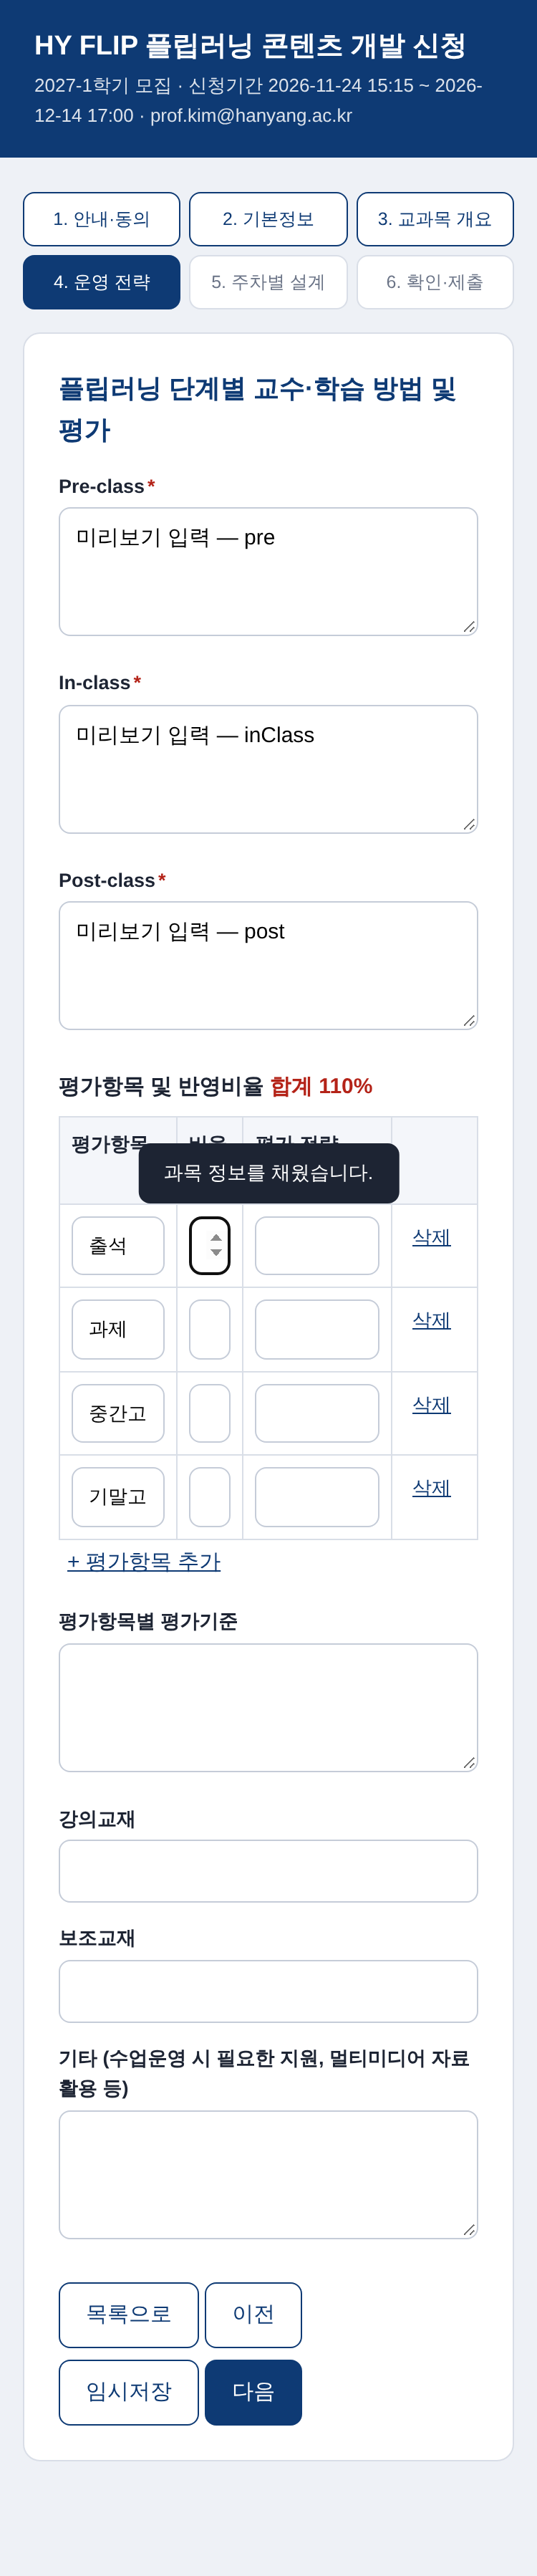 HY FLIP 플립러닝 콘텐츠 개발 신청
2027-1학기 모집 · 신청기간 2026-11-24 15:15 ~ 2026-
12-14 17:00 · prof.kim@hanyang.ac.kr
1. 안내·동의
2. 기본정보
3. 교과목 개요
4. 운영 전략
5. 주차별 설계
6. 확인·제출
플립러닝 단계별 교수·학습 방법 및
평가
Pre-class*
미리보기 입력 — pre
In-class*
미리보기 입력 — inClass
Post-class*
미리보기 입력 — post
평가항목 및 반영비율 합계 110%
평가항목 비율 평가 전략
과목 정보를 채웠습니다.
출석 삭제
과제 삭제
중간고 삭제
기말고 삭제
+ 평가항목 추가
평가항목별 평가기준
강의교재
보조교재
기타 (수업운영 시 필요한 지원, 멀티미디어 자료
활용 등)
목록으로 이전
임시저장 다음